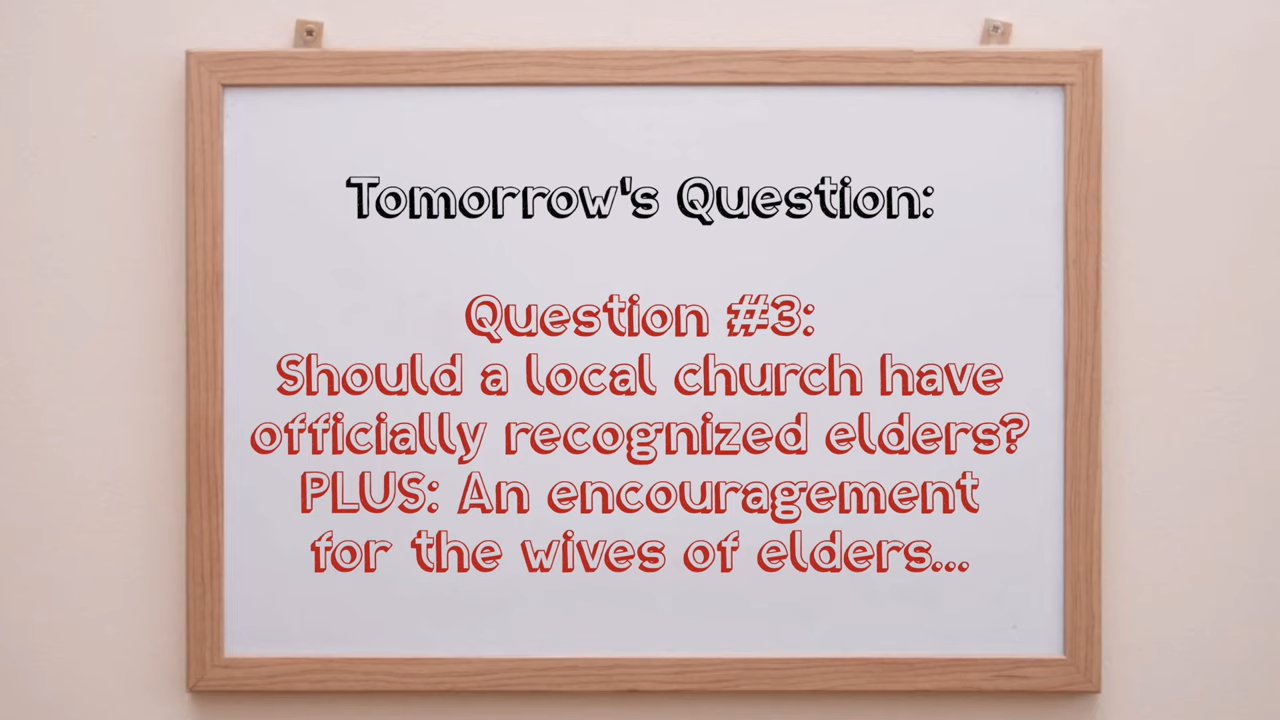 Tomorrow's Question:
Question #3:
Should a local church have
officially recognized elders?
PLUS: An encouragement
for the wives of elders...